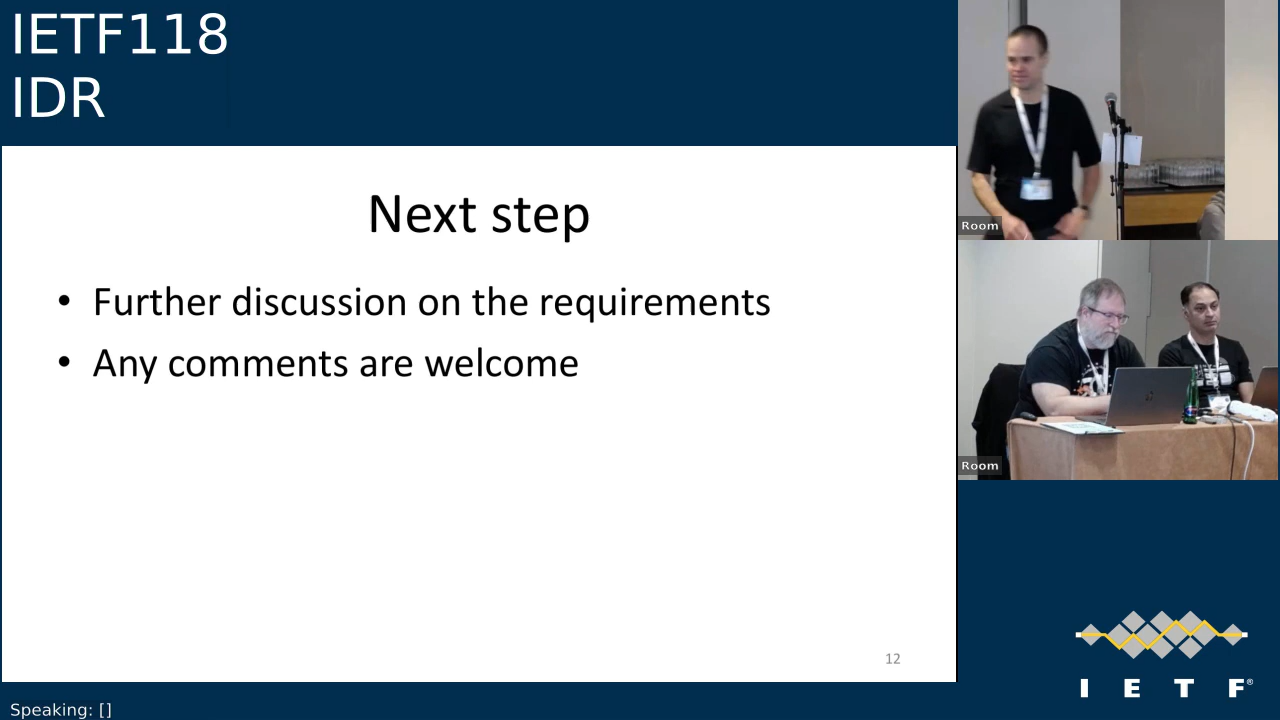 IETF118
IDR
Next step
• Further discussion on the requirements
• Any comments are welcome
12
Room
Room
I E T F®
Speaking: []